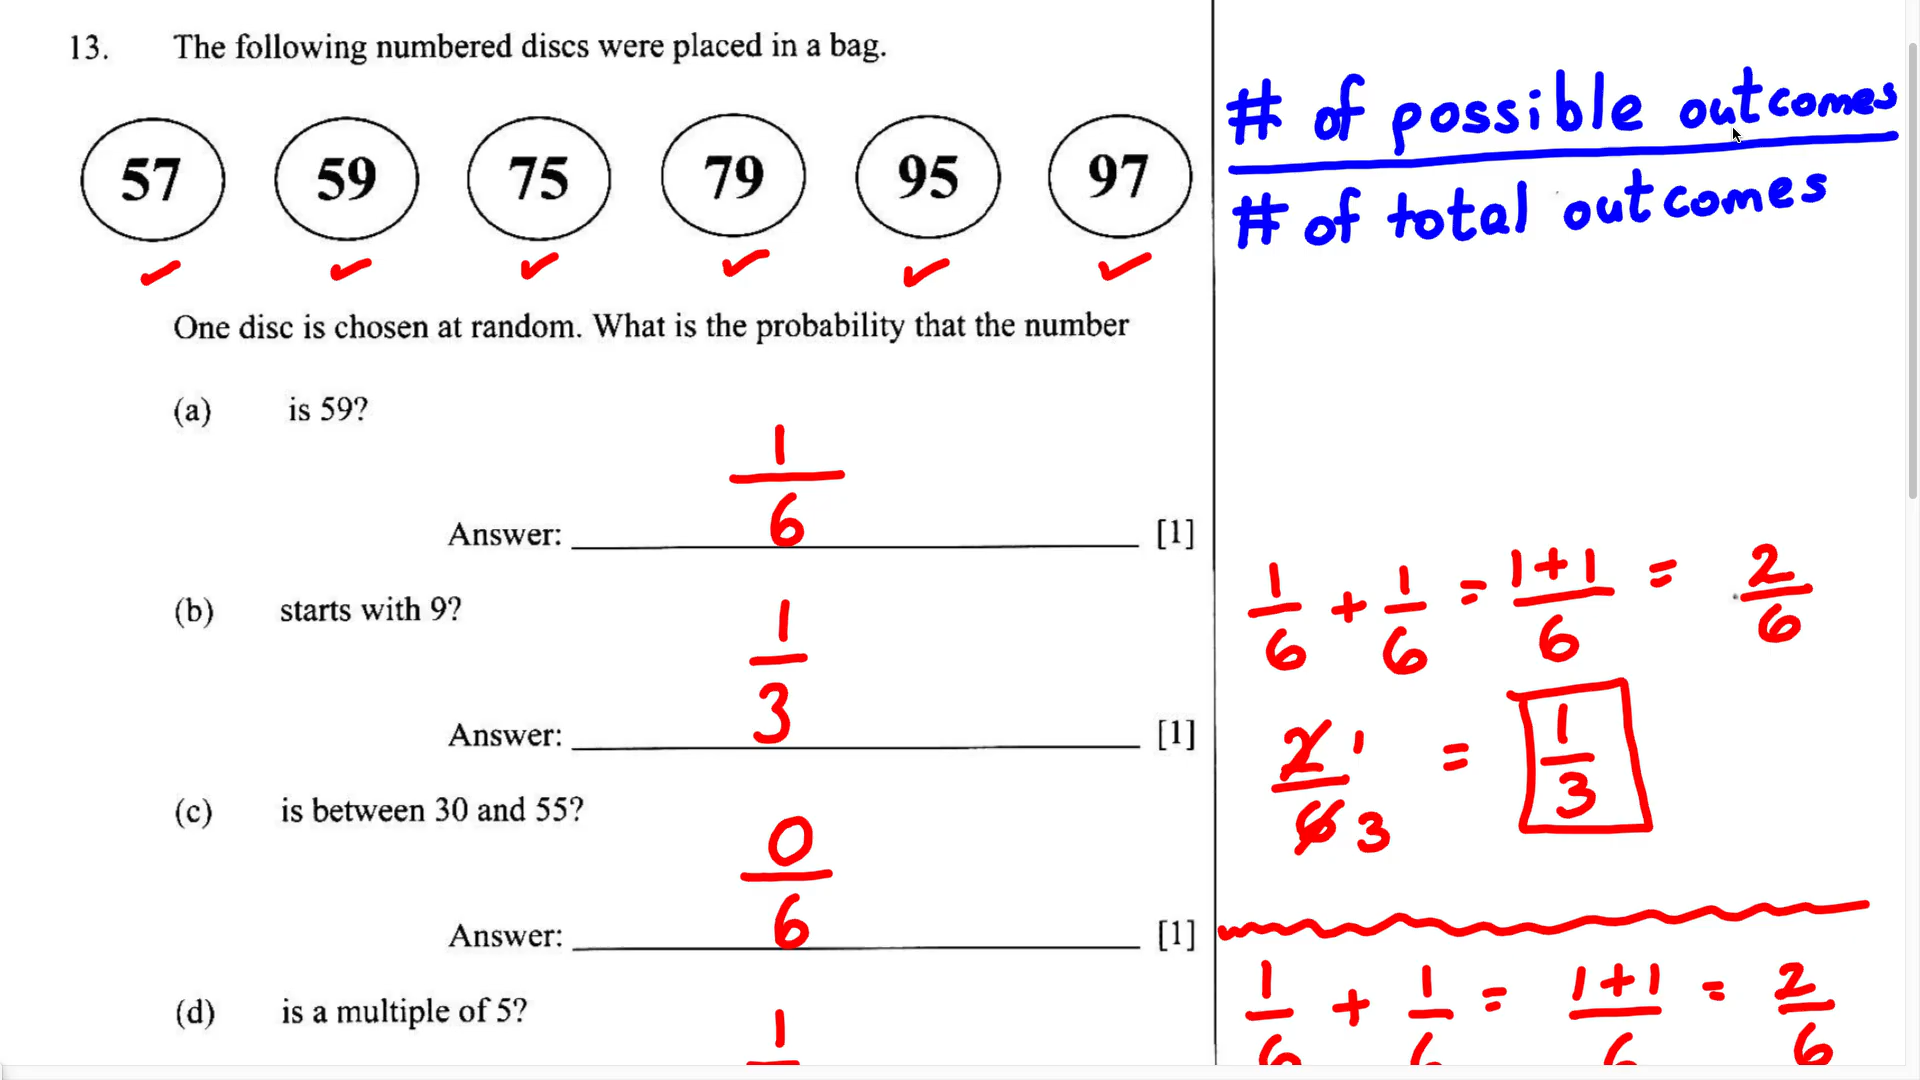 13. The following numbered discs were placed in a bag.
57 59 75 79 95 97
One disc is chosen at random. What is the probability that the number
(a) is 59?
1
6
Answer: [1]
(b) starts with 9?
1
3
Answer: [1]
(c) is between 30 and 55?
0
6
Answer: [1]
(d) is a multiple of 5?
1
# of possible outcomes
# of total outcomes
1/6 + 1/6 = 1+1/6 = 2/6
2/6 1/3 = 1/3
1/6 + 1/6 = 1+1/6 = 2/6